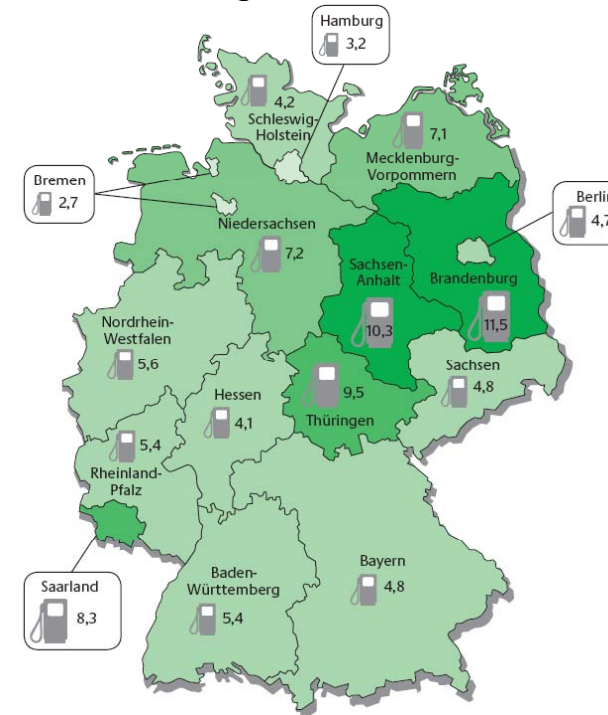 Hamburg
3,2
4,2
Schleswig-
Holstein
7,1
Mecklenburg-
Vorpommern
Bremen
2,7
Berlin
4,7
Niedersachsen
7,2
Sachsen-
Anhalt
10,3
Brandenburg
11,5
Nordrhein-
Westfalen
5,6
Hessen
4,1
9,5
Thüringen
Sachsen
4,8
5,4
Rheinland-
Pfalz
Saarland
8,3
Baden-
Württemberg
5,4
Bayern
4,8